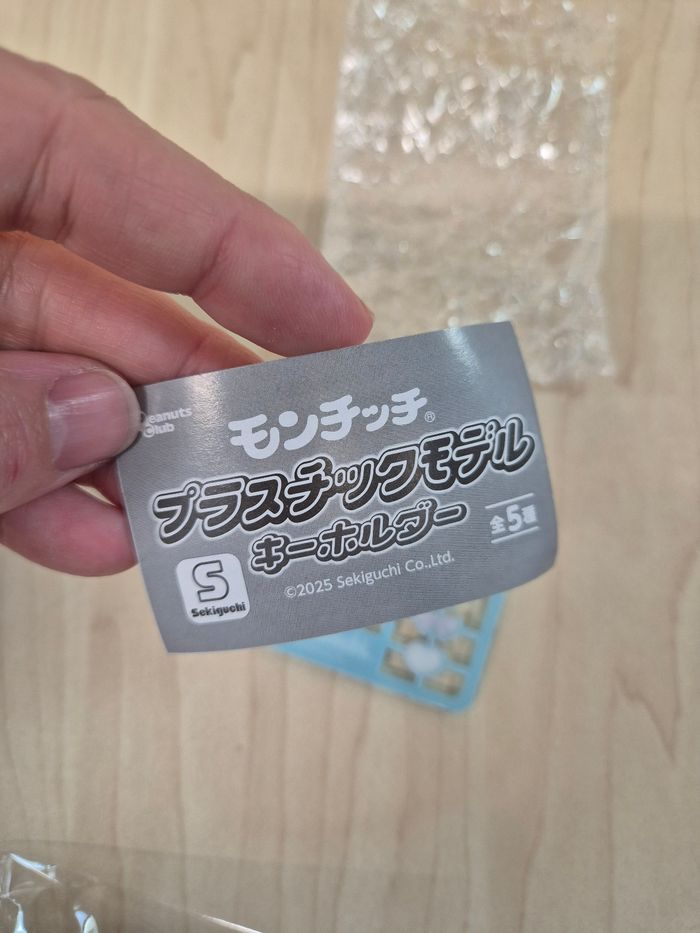 Peanuts
Club
モンチッチ®
プラスチックモデル
キーホルダー
全5種
S
Sekiguchi
©2025 Sekiguchi Co.,Ltd.